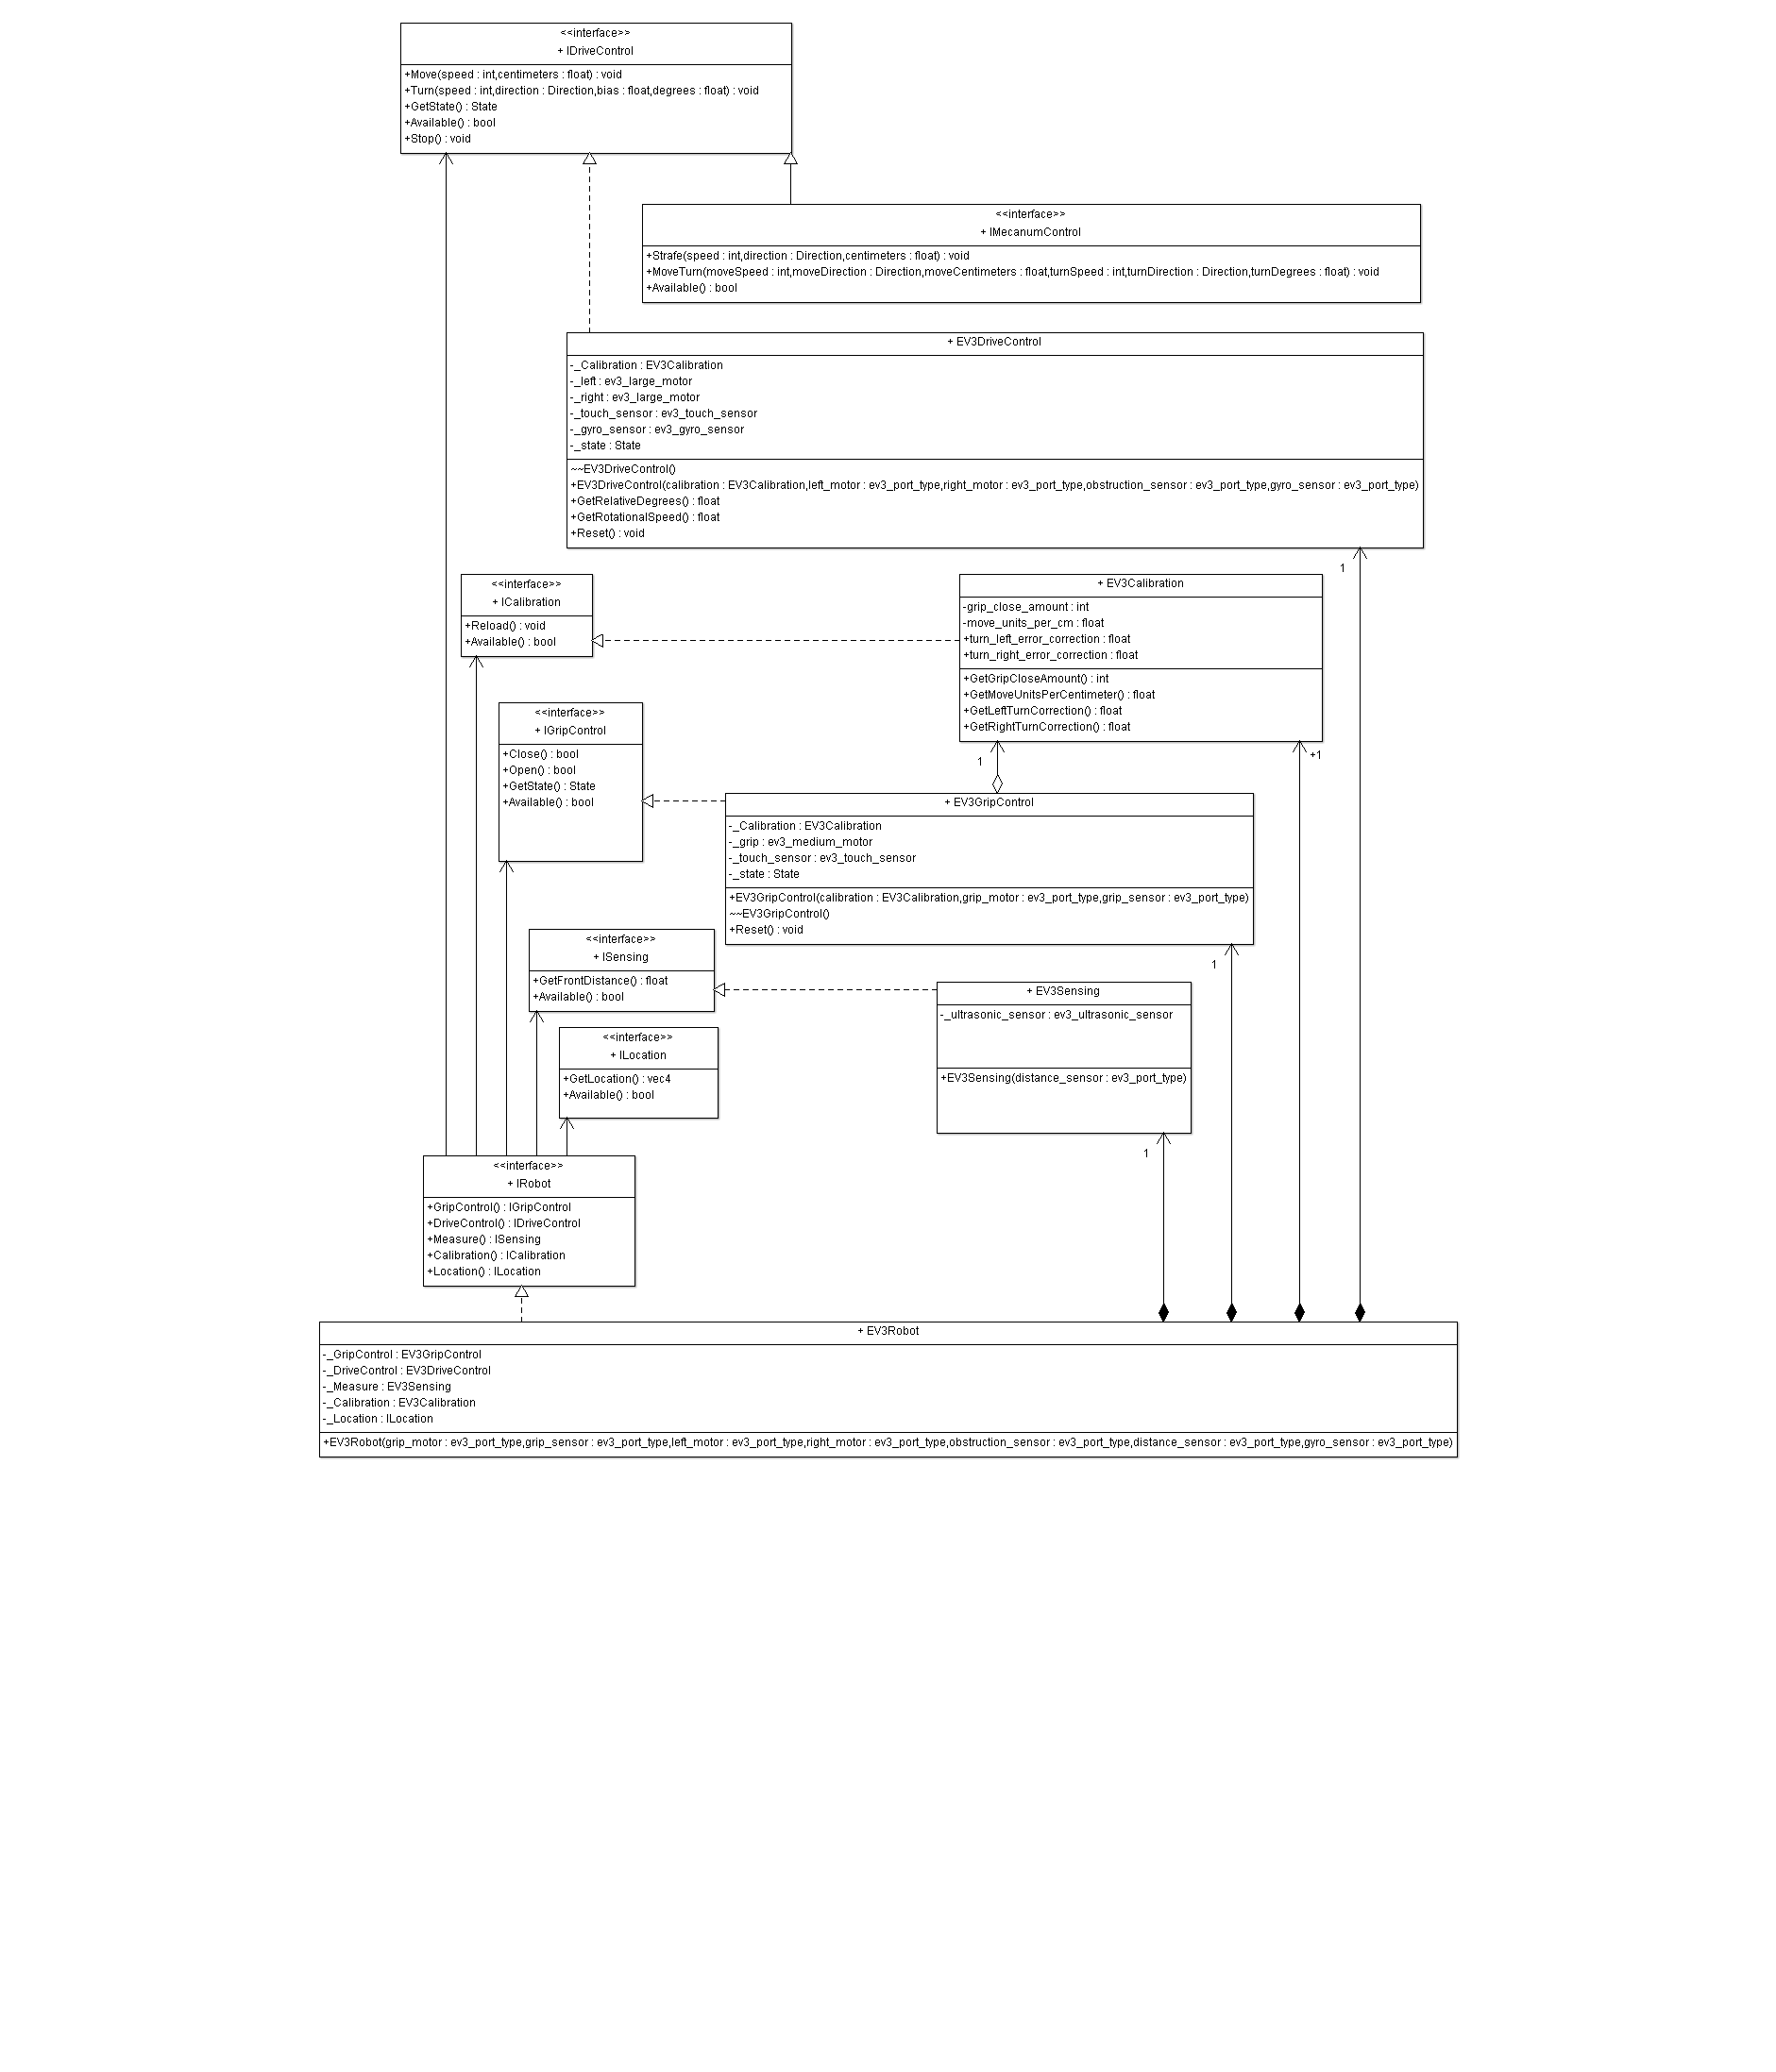 <<interface>>
+ IDriveControl
+Move(speed : int,centimeters : float) : void
+Turn(speed : int,direction : Direction,bias : float,degrees : float) : void
+GetState() : State
+Available() : bool
+Stop() : void
<<interface>>
+ IMecanumControl
+Strafe(speed : int,direction : Direction,centimeters : float) : void
+MoveTurn(moveSpeed : int,moveDirection : Direction,moveCentimeters : float,turnSpeed : int,turnDirection : Direction,turnDegrees : float) : void
+Available() : bool
+ EV3DriveControl
-_Calibration : EV3Calibration
-_left : ev3_large_motor
-_right : ev3_large_motor
-_touch_sensor : ev3_touch_sensor
-_gyro_sensor : ev3_gyro_sensor
-_state : State
~~EV3DriveControl()
+EV3DriveControl(calibration : EV3Calibration,left_motor : ev3_port_type,right_motor : ev3_port_type,obstruction_sensor : ev3_port_type,gyro_sensor : ev3_port_type)
+GetRelativeDegrees() : float
+GetRotationalSpeed() : float
+Reset() : void
1
<<interface>>
+ ICalibration
+Reload() : void
+Available() : bool
+ EV3Calibration
-grip_close_amount : int
-move_units_per_cm : float
+turn_left_error_correction : float
+turn_right_error_correction : float
+GetGripCloseAmount() : int
+GetMoveUnitsPerCentimeter() : float
+GetLeftTurnCorrection() : float
+GetRightTurnCorrection() : float
1
+1
<<interface>>
+ IGripControl
+Close() : bool
+Open() : bool
+GetState() : State
+Available() : bool
+ EV3GripControl
-_Calibration : EV3Calibration
-_grip : ev3_medium_motor
-_touch_sensor : ev3_touch_sensor
-_state : State
+EV3GripControl(calibration : EV3Calibration,grip_motor : ev3_port_type,grip_sensor : ev3_port_type)
~~EV3GripControl()
+Reset() : void
1
<<interface>>
+ ISensing
+GetFrontDistance() : float
+Available() : bool
+ EV3Sensing
-_ultrasonic_sensor : ev3_ultrasonic_sensor
+EV3Sensing(distance_sensor : ev3_port_type)
1
<<interface>>
+ ILocation
+GetLocation() : vec4
+Available() : bool
<<interface>>
+ IRobot
+GripControl() : IGripControl
+DriveControl() : IDriveControl
+Measure() : ISensing
+Calibration() : ICalibration
+Location() : ILocation
+ EV3Robot
-_GripControl : EV3GripControl
-_DriveControl : EV3DriveControl
-_Measure : EV3Sensing
-_Calibration : EV3Calibration
-_Location : ILocation
+EV3Robot(grip_motor : ev3_port_type,grip_sensor : ev3_port_type,left_motor : ev3_port_type,right_motor : ev3_port_type,obstruction_sensor : ev3_port_type,distance_sensor : ev3_port_type,gyro_sensor : ev3_port_type)